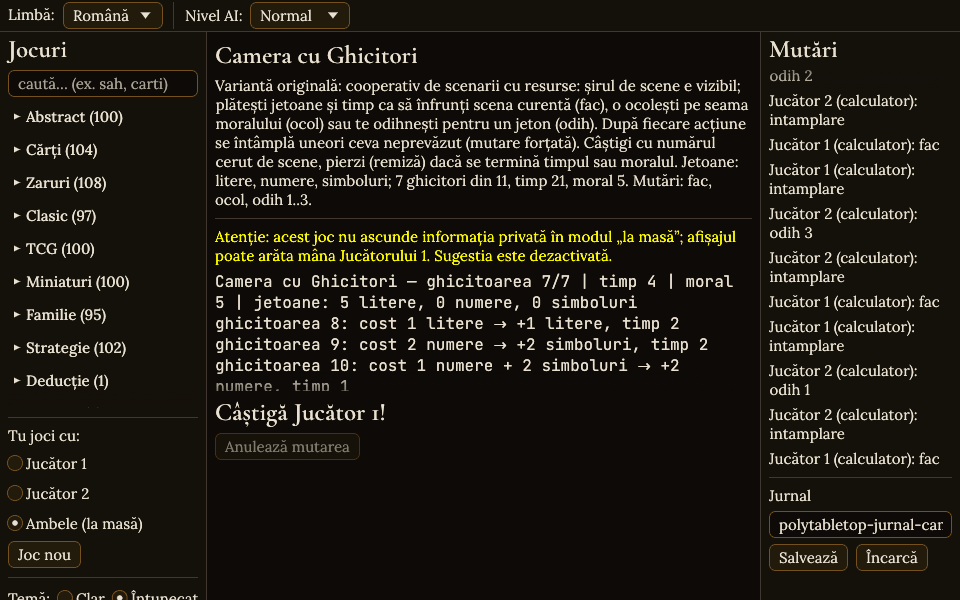 Limbă: Română ▼ Nivel AI: Normal ▼
Jocuri
caută... (ex. sah, carti)
▸ Abstract (100)
▸ Cărți (104)
▸ Zaruri (108)
▸ Clasic (97)
▸ TCG (100)
▸ Miniaturi (100)
▸ Familie (95)
▸ Strategie (102)
▸ Deducție (1)
Tu joci cu:
Jucător 1
Jucător 2
Ambele (la masă)
Joc nou
Temă: Clar Întunecat
Camera cu Ghicitori
Variantă originală: cooperativ de scenarii cu resurse: șirul de scene e vizibil;
plătești jetoane și timp ca să înfrunți scena curentă (fac), o ocolești pe seama
moralului (ocol) sau te odihnești pentru un jeton (odih). După fiecare acțiune
se întâmplă uneori ceva neprevăzut (mutare forțată). Câștigi cu numărul
cerut de scene, pierzi (remiză) dacă se termină timpul sau moralul. Jetoane:
litere, numere, simboluri; 7 ghicitori din 11, timp 21, moral 5. Mutări: fac,
ocol, odih 1..3.
Atenție: acest joc nu ascunde informația privată în modul „la masă”; afișajul
poate arăta mâna Jucătorului 1. Sugestia este dezactivată.
Camera cu Ghicitori — ghicitoarea 7/7 | timp 4 | moral
5 | jetoane: 5 litere, 0 numere, 0 simboluri
ghicitoarea 8: cost 1 litere → +1 litere, timp 2
ghicitoarea 9: cost 2 numere → +2 simboluri, timp 2
ghicitoarea 10: cost 1 numere + 2 simboluri → +2
numere, timp 1
Câștigă Jucător 1!
Anulează mutarea
Mutări
odih 2
Jucător 2 (calculator):
intamplare
Jucător 1 (calculator): fac
Jucător 1 (calculator):
intamplare
Jucător 2 (calculator):
odih 3
Jucător 2 (calculator):
intamplare
Jucător 1 (calculator): fac
Jucător 1 (calculator):
intamplare
Jucător 2 (calculator):
odih 1
Jucător 2 (calculator):
intamplare
Jucător 1 (calculator): fac
Jurnal
polytabletop-jurnal-car
Salvează Încarcă